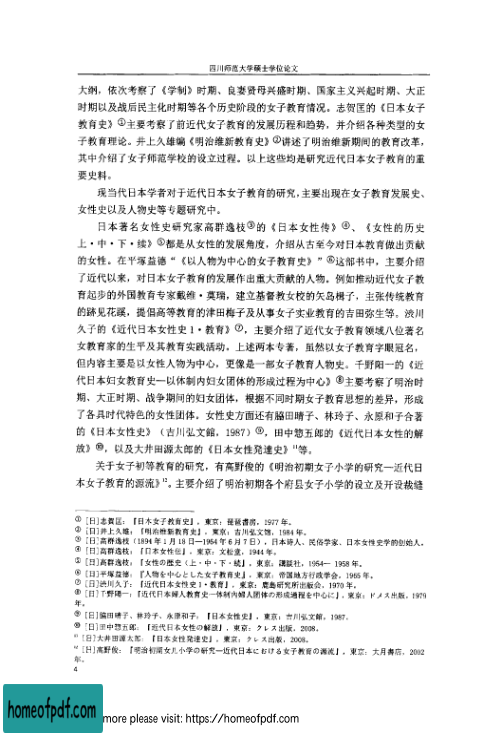 四川师范大学硕士学位论文
大纲，依次考察了《学制》时期、良妻贤母兴盛时期、国家主义兴起时期、大正
时期以及战后民主化时期等各个历史阶段的女子教育情况。志贺匡的《日本女子
教育史》①主要考察了前近代女子教育的发展历程和趋势，并介绍各种类型的女
子教育理论。井上久雄编《明治维新教育史》②讲述了明治维新期间的教育改革，
其中介绍了女子师范学校的设立过程。以上这些均是研究近代日本女子教育的重
要史料。
现当代日本学者对于近代日本女子教育的研究，主要出现在女子教育发展史、
女性史以及人物史等专题研究中。
日本著名女性史研究家高群逸枝③的《日本女性传》④、《女性的历史
上·中·下·续》⑤都是从女性的发展角度，介绍从古至今对日本教育做出贡献
的女性。在平塚益德“《以人物为中心的女子教育史》”⑥这部书中，主要介绍
了近代以来，对日本女子教育的发展作出重大贡献的人物。例如推动近代女子教
育起步的外国教育专家戴维·莫瑞，建立基督教女校的矢岛楫子，主张传统教育
的跡见花蹊，提倡高等教育的津田梅子及从事女子实业教育的吉田弥生等。渋川
久子的《近代日本女性史 1·教育》⑦，主要介绍了近代女子教育领域八位著名
女教育家的生平及其教育实践活动。上述两本专著，虽然以女子教育字眼冠名，
但内容主要是以女性人物为中心，更像是一部女子教育人物史。千野阳一的《近
代日本妇女教育史—以体制内妇女团体的形成过程为中心》⑧主要考察了明治时
期、大正时期、战争期间的妇女团体，根据不同时期女子教育思想的差异，形成
了各具时代特色的女性团体。女性史方面还有脇田晴子、林玲子、永原和子合著
的《日本女性史》（吉川弘文館，1987）⑨，田中惣五郎的《近代日本女性的解
放》⑩，以及大井田源太郎的《日本女性発達史》¹¹等。
关于女子初等教育的研究，有高野俊的《明治初期女子小学的研究—近代日
本女子教育的源流》¹²。主要介绍了明治初期各个府县女子小学的设立及开设裁缝
① [日]志賀匡：『日本女子教育史』，東京：琵琶書房，1977 年。
② [日]井上久雄：『明治維新教育史』，東京：吉川弘文館，1984 年。
③ [日]高群逸枝（1894 年 1 月 18 日—1964 年 6 月 7 日），日本诗人、民俗学家、日本女性史学的创始人。
④ [日]高群逸枝：『日本女性伝』，東京：文松堂，1944 年。
⑤ [日]高群逸枝：『女性の歴史（上・中・下・続）』，東京：講談社，1954— 1958 年。
⑥ [日]平塚益德：『人物を中心とした女子教育史』，東京：帝国地方行政学会，1965 年。
⑦ [日]渋川久子：『近代日本女性史 1・教育』，東京：鹿島研究所出版会，1970 年。
⑧ [日]千野陽一：『近代日本婦人教育史—体制内婦人団体の形成過程を中心に』，東京：ドメス出版，1979
年。
⑨ [日]脇田晴子、林玲子、永原和子：『日本女性史』，東京：吉川弘文館，1987.
⑩ [日]田中惣五郎：『近代日本女性の解放』，東京：クレス出版，2008。
¹¹ [日]大井田源太郎：『日本女性発達史』，東京：クレス出版，2008。
¹² [日]高野俊：『明治初期女児小学の研究—近代日本における女子教育の源流』，東京：大月書店，2002
年。
4
homeofpdf.com
more please visit: https://homeofpdf.com